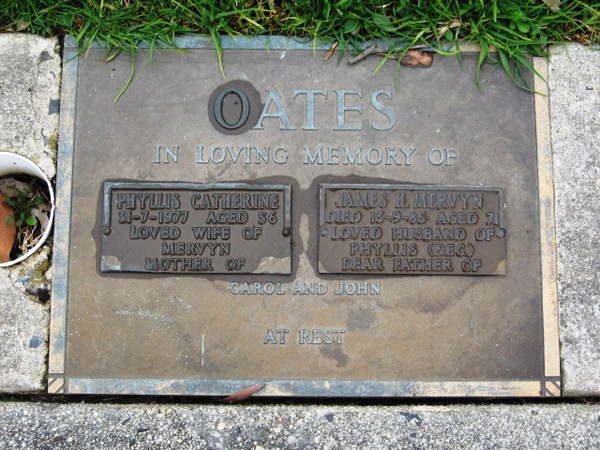 OATES
IN LOVING MEMORY OF
PHYLLIS CATHERINE
31-7-1977 AGED 56
LOVED WIFE OF
MERVYN
MOTHER OF
JAMES H. MERVYN
DIED 15-9-85 AGED 71
LOVED HUSBAND OF
PHYLLIS (DEC)
DEAR FATHER OF
CAROL AND JOHN
AT REST